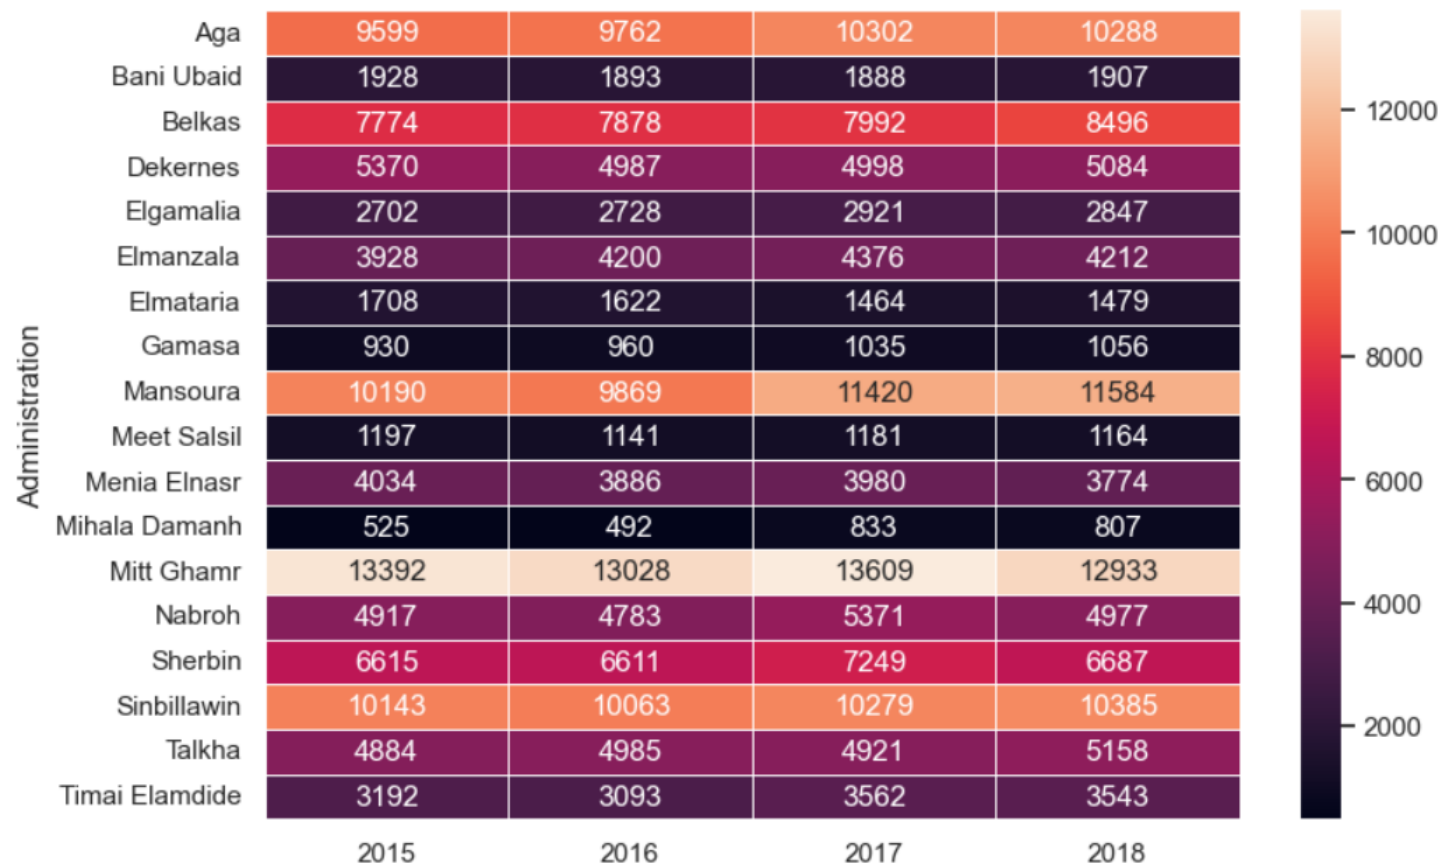 Administration
Aga 9599 9762 10302 10288
Bani Ubaid 1928 1893 1888 1907
Belkas 7774 7878 7992 8496
Dekernes 5370 4987 4998 5084
Elgamalia 2702 2728 2921 2847
Elmanzala 3928 4200 4376 4212
Elmataria 1708 1622 1464 1479
Gamasa 930 960 1035 1056
Mansoura 10190 9869 11420 11584
Meet Salsil 1197 1141 1181 1164
Menia Elnasr 4034 3886 3980 3774
Mihala Damanh 525 492 833 807
Mitt Ghamr 13392 13028 13609 12933
Nabroh 4917 4783 5371 4977
Sherbin 6615 6611 7249 6687
Sinbillawin 10143 10063 10279 10385
Talkha 4884 4985 4921 5158
Timai Elamdide 3192 3093 3562 3543
2015 2016 2017 2018
12000
10000
8000
6000
4000
2000